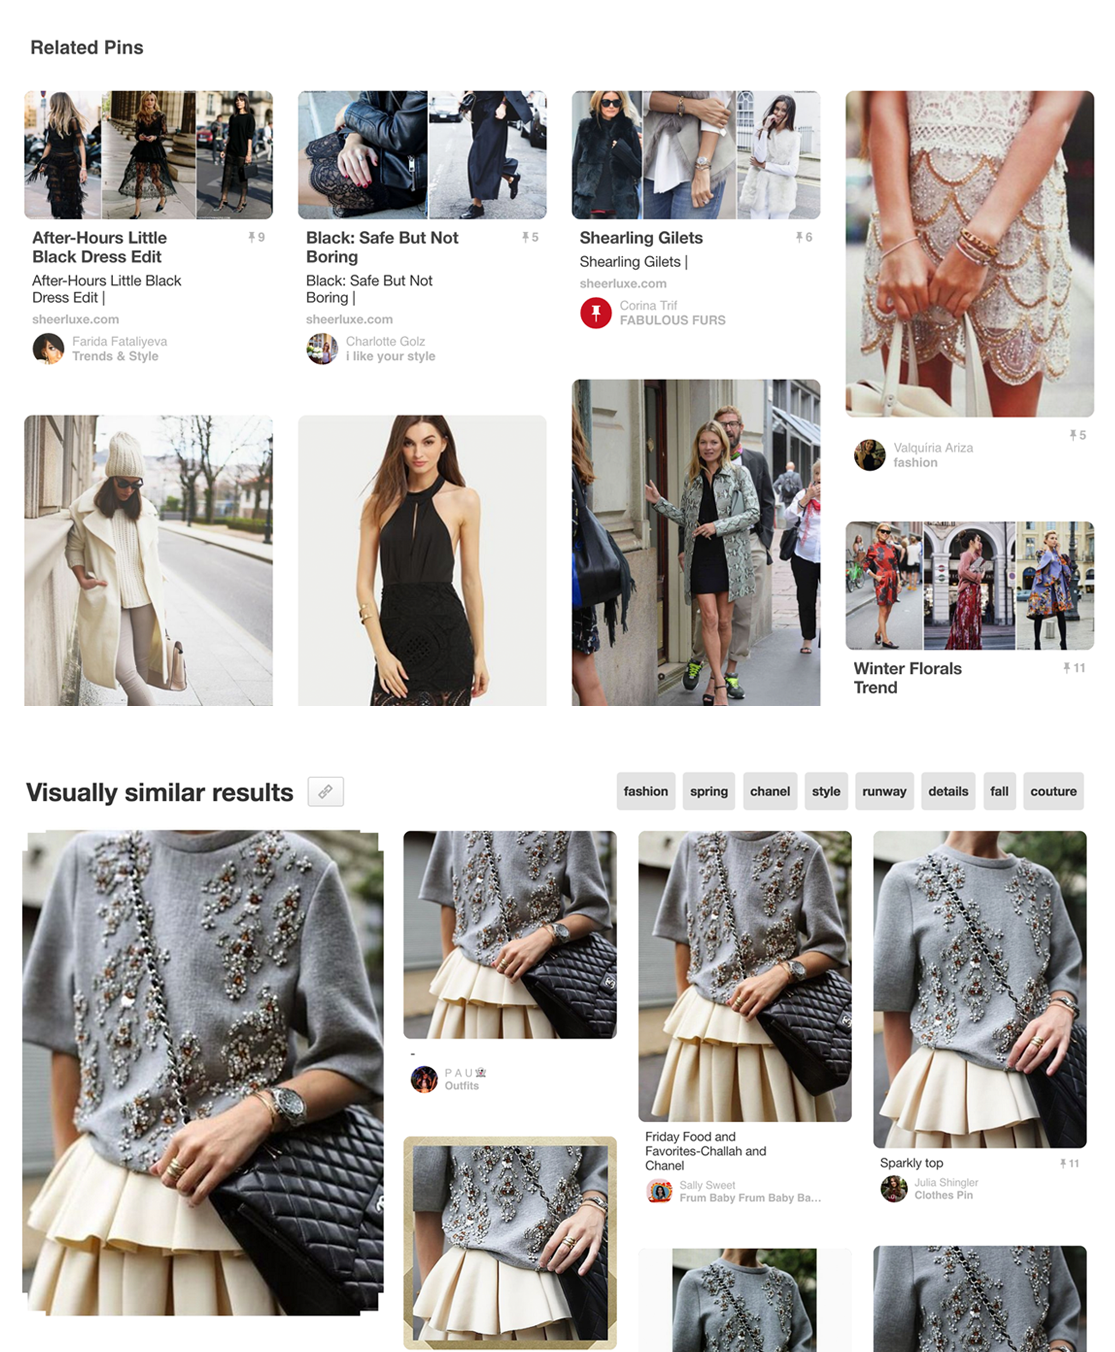 Related Pins
After-Hours Little
Black Dress Edit
9
After-Hours Little Black
Dress Edit |
sheerluxe.com
Farida Fataliyeva
Trends & Style
Black: Safe But Not
Boring
5
Black: Safe But Not
Boring |
sheerluxe.com
Charlotte Golz
i like your style
Shearling Gilets
6
Shearling Gilets |
sheerluxe.com
Corina Trif
FABULOUS FURS
5
Valquíria Ariza
fashion
Winter Florals
Trend
11
Visually similar results
fashion
spring
chanel
style
runway
details
fall
couture
-
P A U
Outfits
Friday Food and
Favorites-Challah and
Chanel
Sally Sweet
Frum Baby Frum Baby Ba...
Sparkly top
11
Julia Shingler
Clothes Pin